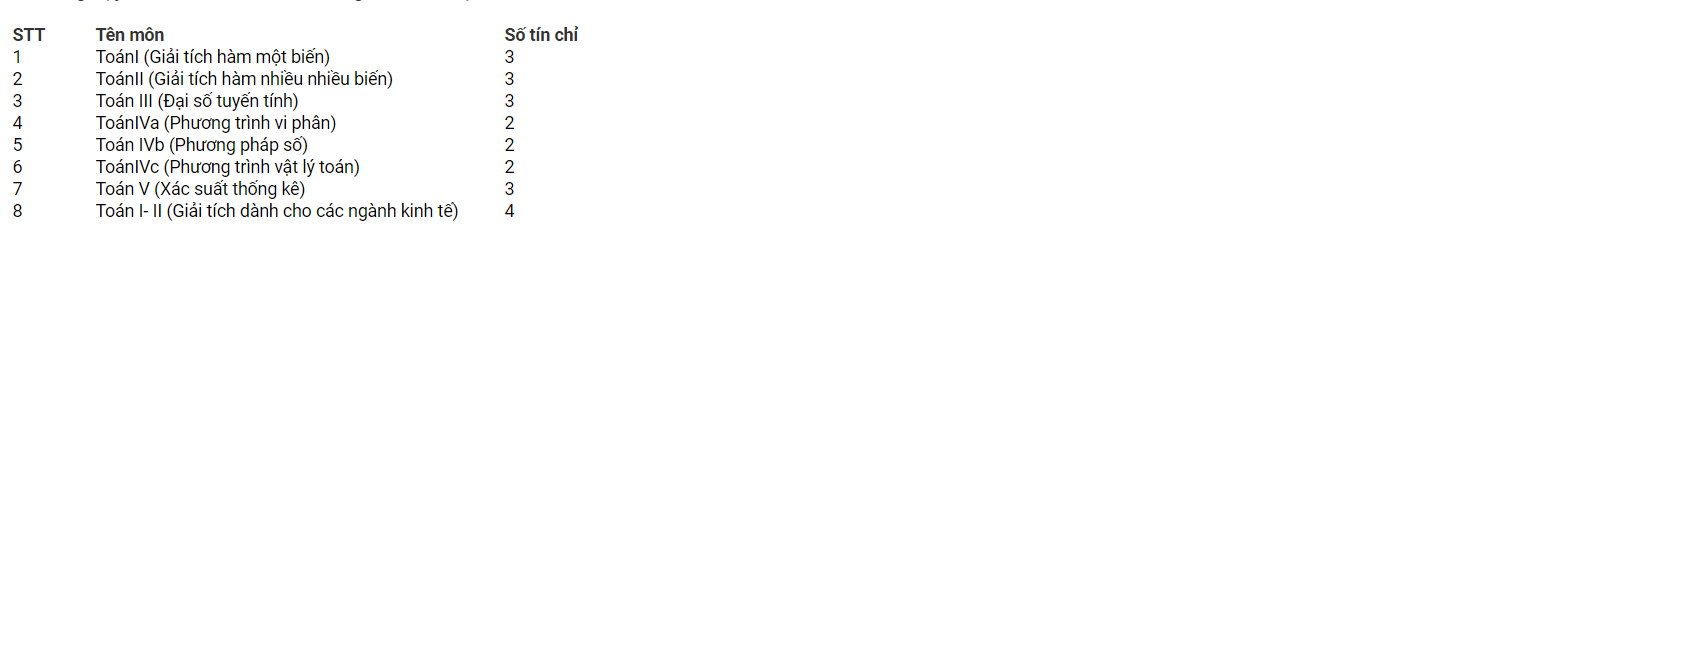 STT Tên môn Số tín chỉ
1 ToánI (Giải tích hàm một biến) 3
2 ToánII (Giải tích hàm nhiều nhiều biến) 3
3 Toán III (Đại số tuyến tính) 3
4 ToánIVa (Phương trình vi phân) 2
5 Toán IVb (Phương pháp số) 2
6 ToánIVc (Phương trình vật lý toán) 2
7 Toán V (Xác suất thống kê) 3
8 Toán I- II (Giải tích dành cho các ngành kinh tế) 4